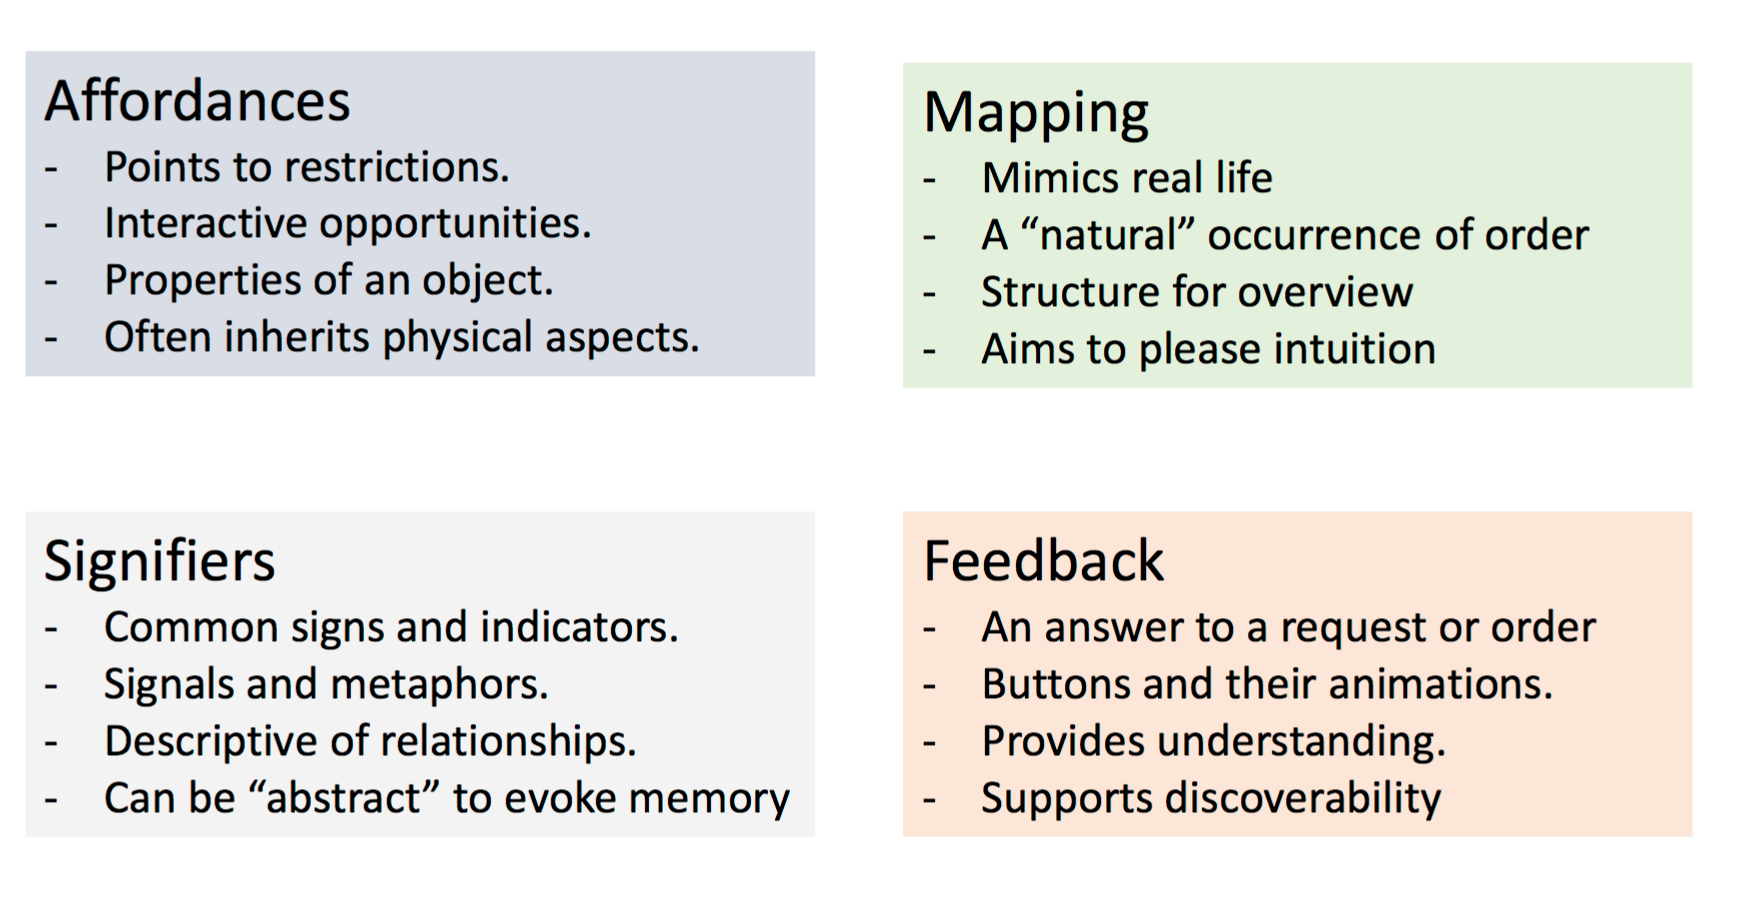 Affordances
- Points to restrictions.
- Interactive opportunities.
- Properties of an object.
- Often inherits physical aspects.
Mapping
- Mimics real life
- A “natural” occurrence of order
- Structure for overview
- Aims to please intuition
Signifiers
- Common signs and indicators.
- Signals and metaphors.
- Descriptive of relationships.
- Can be “abstract” to evoke memory
Feedback
- An answer to a request or order
- Buttons and their animations.
- Provides understanding.
- Supports discoverability